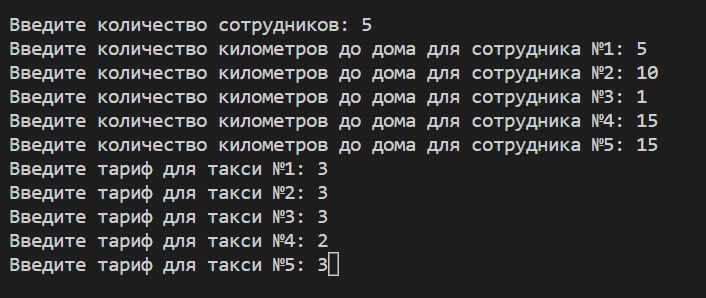 Введите количество сотрудников: 5
Введите количество километров до дома для сотрудника №1: 5
Введите количество километров до дома для сотрудника №2: 10
Введите количество километров до дома для сотрудника №3: 1
Введите количество километров до дома для сотрудника №4: 15
Введите количество километров до дома для сотрудника №5: 15
Введите тариф для такси №1: 3
Введите тариф для такси №2: 3
Введите тариф для такси №3: 3
Введите тариф для такси №4: 2
Введите тариф для такси №5: 3